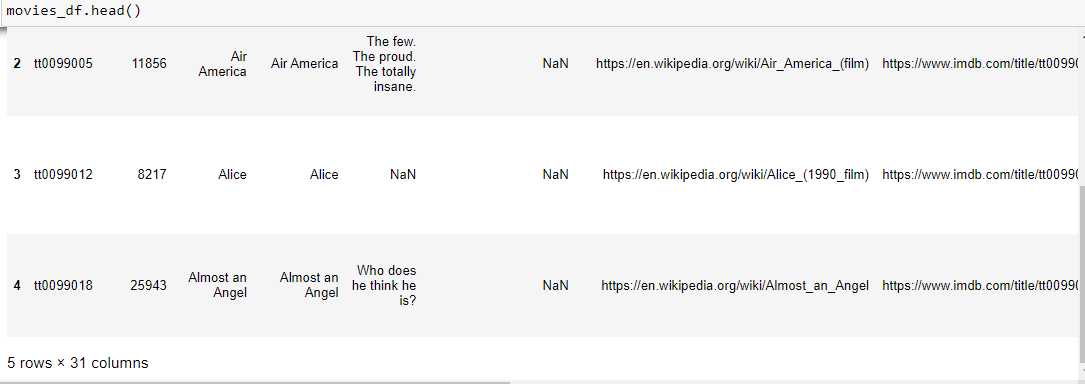 movies_df.head()
2 tt0099005 11856 Air America Air America The few. The proud. The totally insane. NaN https://en.wikipedia.org/wiki/Air_America_(film) https://www.imdb.com/title/tt0099
3 tt0099012 8217 Alice Alice NaN NaN https://en.wikipedia.org/wiki/Alice_(1990_film) https://www.imdb.com/title/tt0099
4 tt0099018 25943 Almost an Angel Almost an Angel Who does he think he is? NaN https://en.wikipedia.org/wiki/Almost_an_Angel https://www.imdb.com/title/tt0099
5 rows × 31 columns